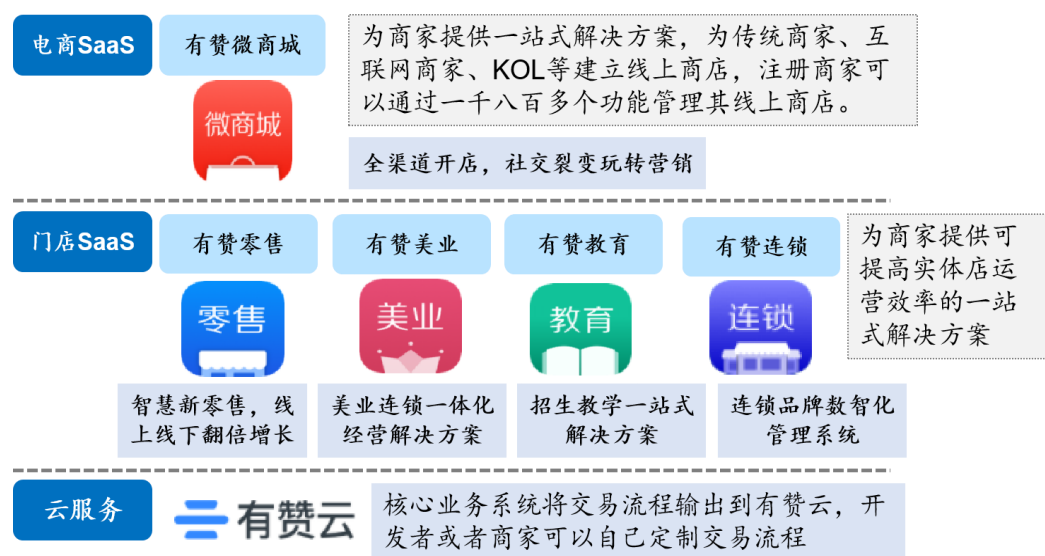 电商SaaS
有赞微商城
为商家提供一站式解决方案，为传统商家、互
联网商家、KOL等建立线上商店，注册商家可
以通过一千八百多个功能管理其线上商店。
微商城
全渠道开店，社交裂变玩转营销
门店SaaS
有赞零售
有赞美业
有赞教育
有赞连锁
为商家提供可
提高实体店运
营效率的一站
式解决方案
零售
美业
教育
连锁
智慧新零售，线
上线下翻倍增长
美业连锁一体化
经营解决方案
招生教学一站式
解决方案
连锁品牌数智化
管理系统
云服务
有赞云
核心业务系统将交易流程输出到有赞云，开
发者或者商家可以自己定制交易流程